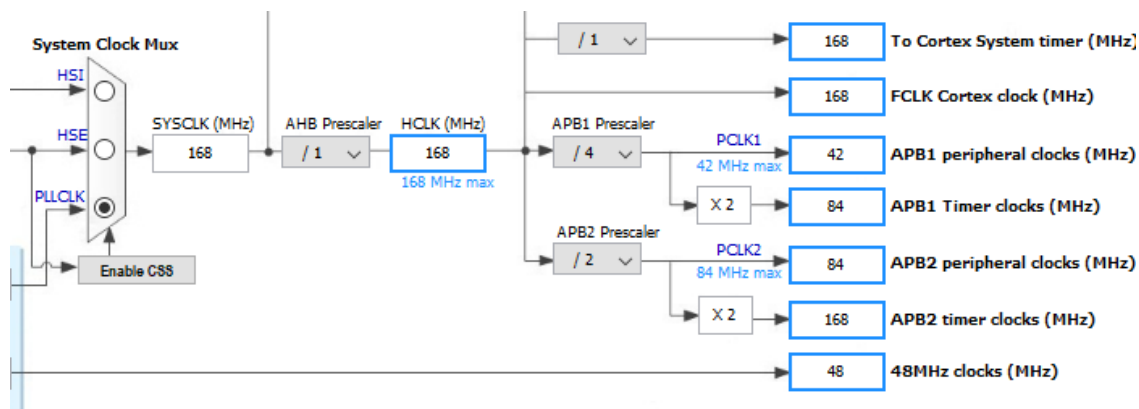 / 1
168
To Cortex System timer (MHz)
System Clock Mux
HSI
168
FCLK Cortex clock (MHz)
SYSCLK (MHz)
AHB Prescaler
HCLK (MHz)
APB1 Prescaler
HSE
168
/ 1
168
/ 4
PCLK1
42
APB1 peripheral clocks (MHz)
168 MHz max
42 MHz max
PLLCLK
X 2
84
APB1 Timer clocks (MHz)
APB2 Prescaler
Enable CSS
/ 2
PCLK2
84
APB2 peripheral clocks (MHz)
84 MHz max
X 2
168
APB2 timer clocks (MHz)
48
48MHz clocks (MHz)